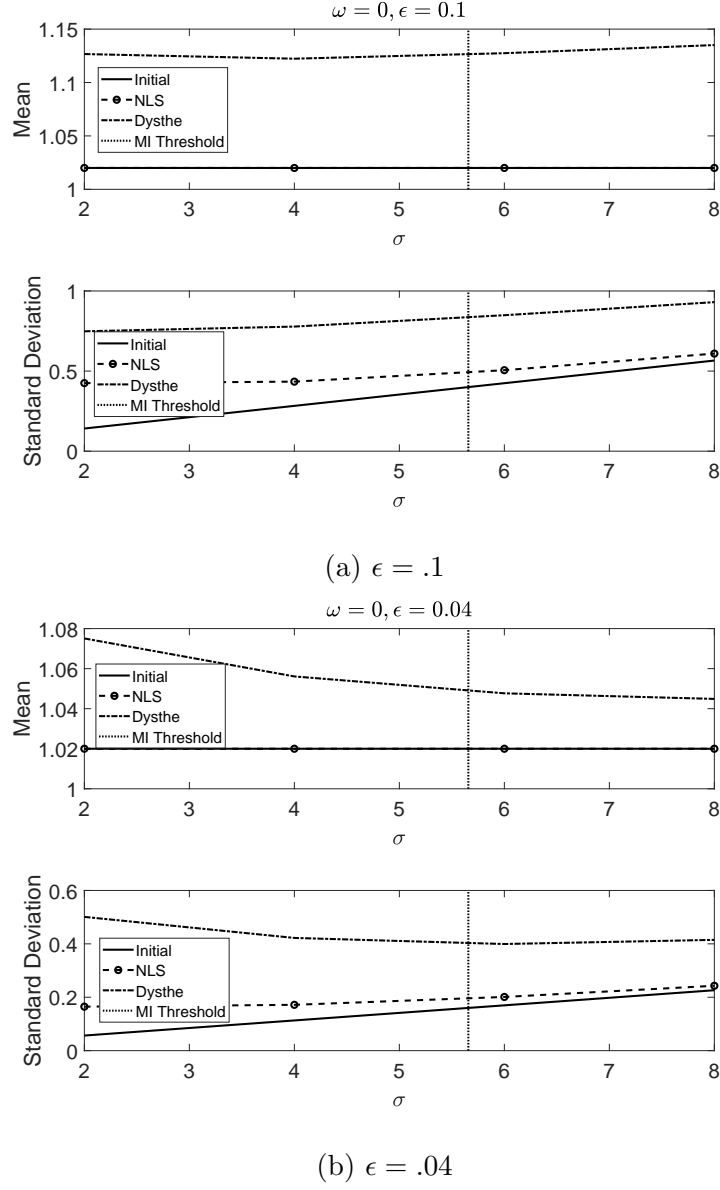 ω = 0, ϵ = 0.1
Mean
1.15
1.1
1.05
1
Initial
NLS
Dysthe
MI Threshold
2 3 4 5 6 7 8
σ
Standard Deviation
1
0.5
0
Initial
NLS
Dysthe
MI Threshold
2 3 4 5 6 7 8
σ
(a) ϵ = .1
ω = 0, ϵ = 0.04
Mean
1.08
1.06
1.04
1.02
1
Initial
NLS
Dysthe
MI Threshold
2 3 4 5 6 7 8
σ
Standard Deviation
0.6
0.4
0.2
0
Initial
NLS
Dysthe
MI Threshold
2 3 4 5 6 7 8
σ
(b) ϵ = .04